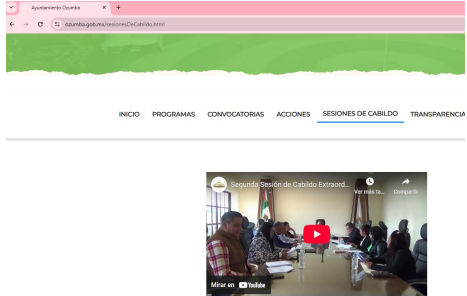 Ayuntamiento Ozumba
ozumba.gob.mx/sesionesDeCabildo.html
INICIO PROGRAMAS CONVOCATORIAS ACCIONES SESIONES DE CABILDO TRANSPARENCIA
Segunda Sesión de Cabildo Extraord...
Ver más ta... Compartir
Mirar en YouTube